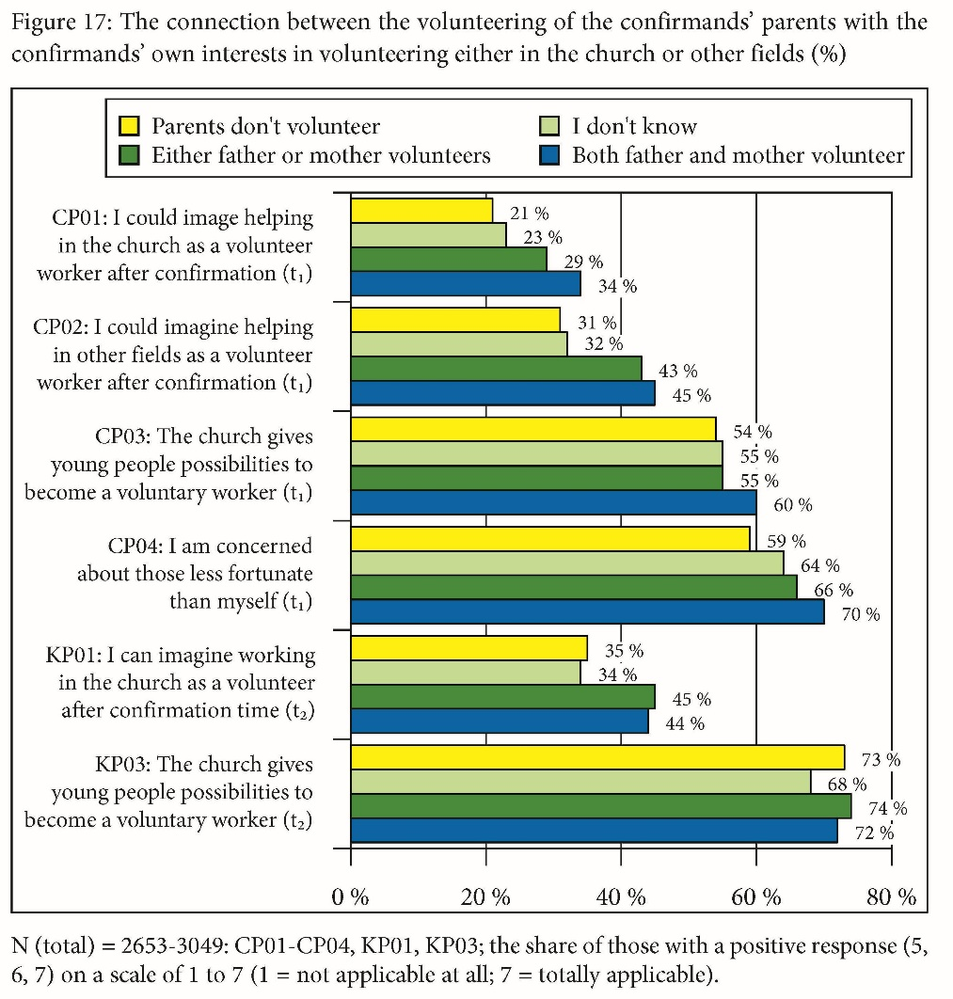 Figure 17: The connection between the volunteering of the confirmands’ parents with the
confirmands’ own interests in volunteering either in the church or other fields (%)
Parents don't volunteer
I don't know
Either father or mother volunteers
Both father and mother volunteer
CP01: I could image helping
in the church as a volunteer
worker after confirmation (t₁)
21 %
23 %
29 %
34 %
CP02: I could imagine helping
in other fields as a volunteer
worker after confirmation (t₁)
31 %
32 %
43 %
45 %
CP03: The church gives
young people possibilities to
become a voluntary worker (t₁)
54 %
55 %
55 %
60 %
CP04: I am concerned
about those less fortunate
than myself (t₁)
59 %
64 %
66 %
70 %
KP01: I can imagine working
in the church as a volunteer
after confirmation time (t₂)
35 %
34 %
45 %
44 %
KP03: The church gives
young people possibilities to
become a voluntary worker (t₂)
73 %
68 %
74 %
72 %
0 %
20 %
40 %
60 %
80 %
N (total) = 2653-3049: CP01-CP04, KP01, KP03; the share of those with a positive response (5,
6, 7) on a scale of 1 to 7 (1 = not applicable at all; 7 = totally applicable).